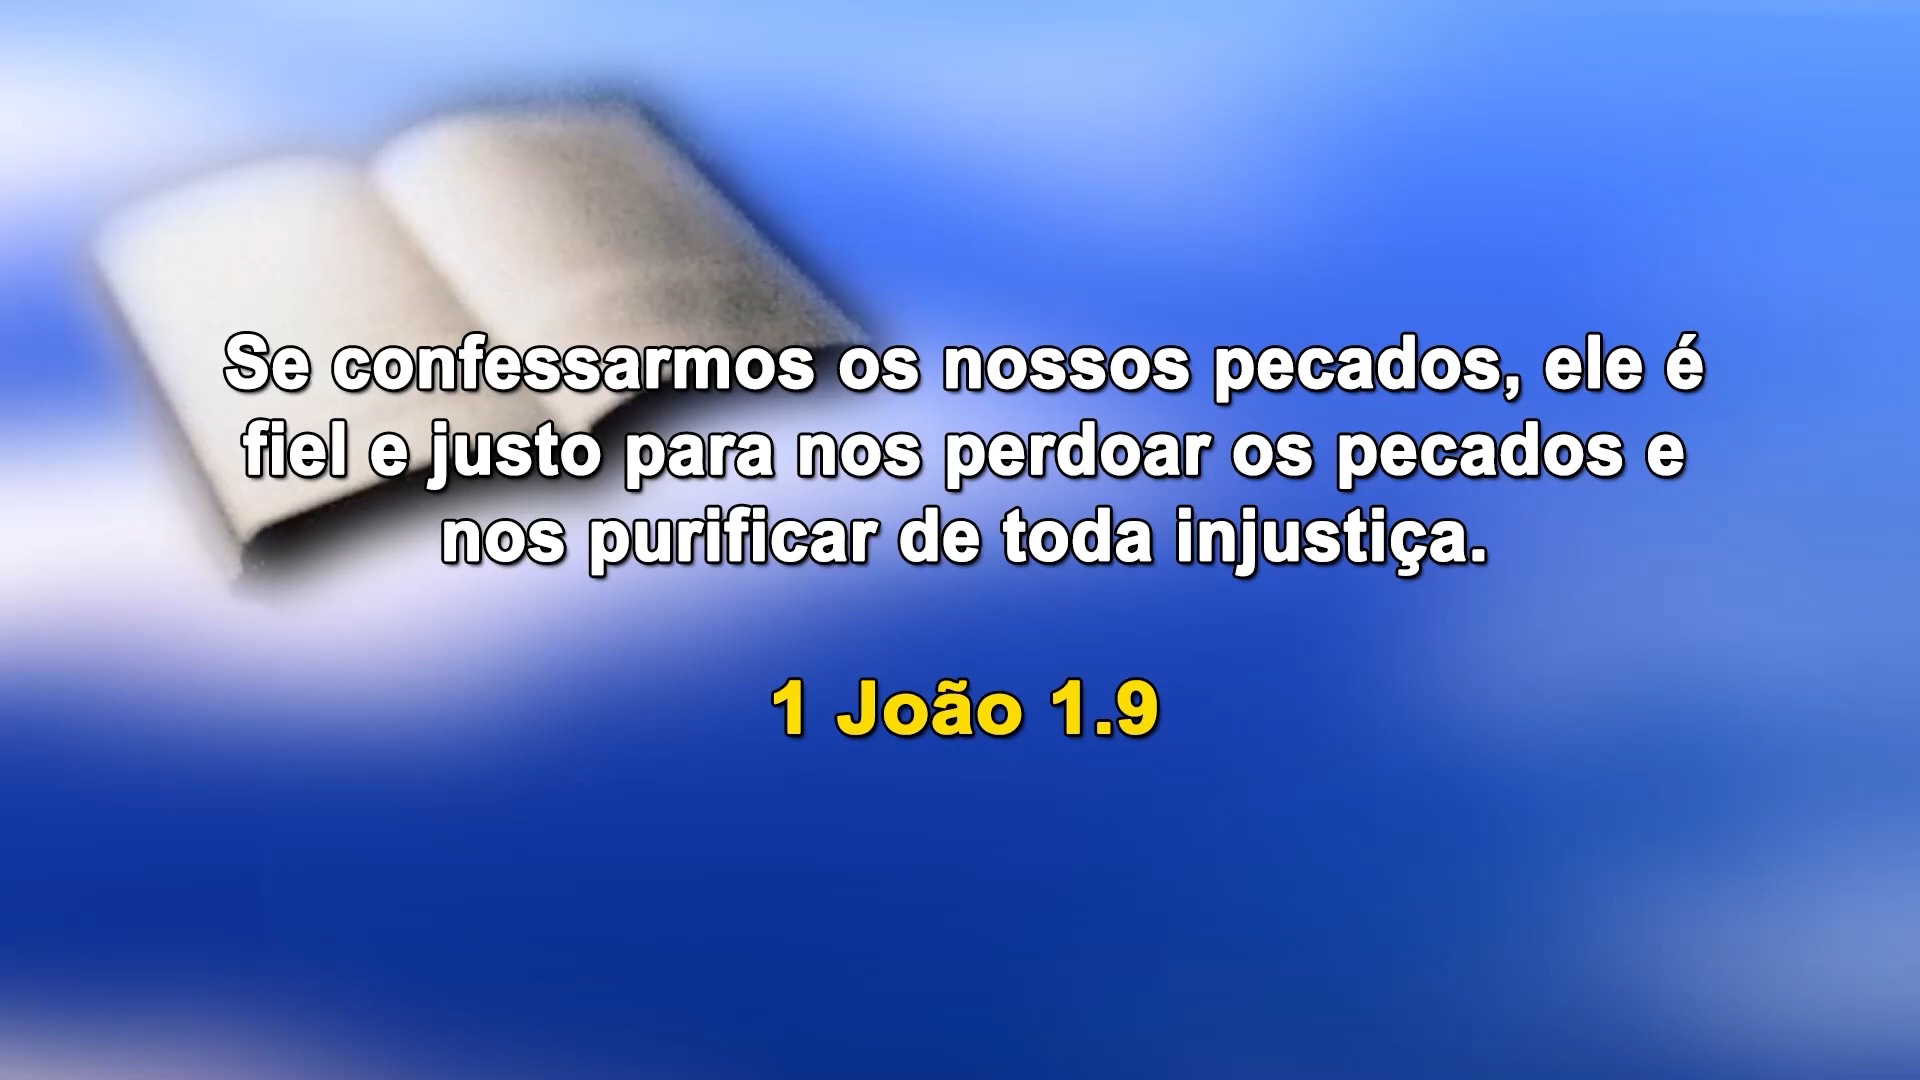 Se confessarmos os nossos pecados, ele é
fiel e justo para nos perdoar os pecados e
nos purificar de toda injustiça.
1 João 1.9